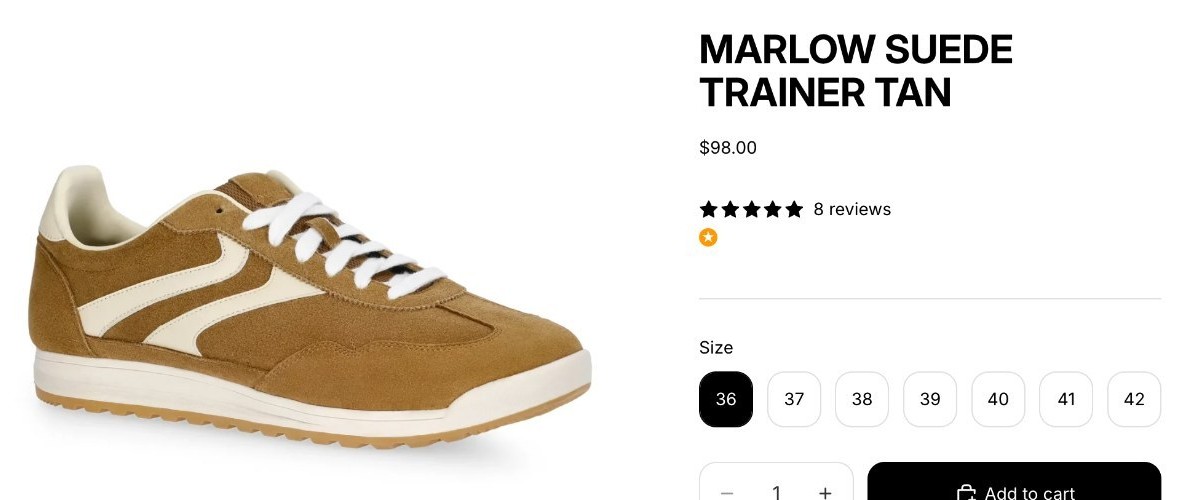 MARLOW SUEDE
TRAINER TAN
$98.00
8 reviews
Size
36 37 38 39 40 41 42
− 1 +
Add to cart